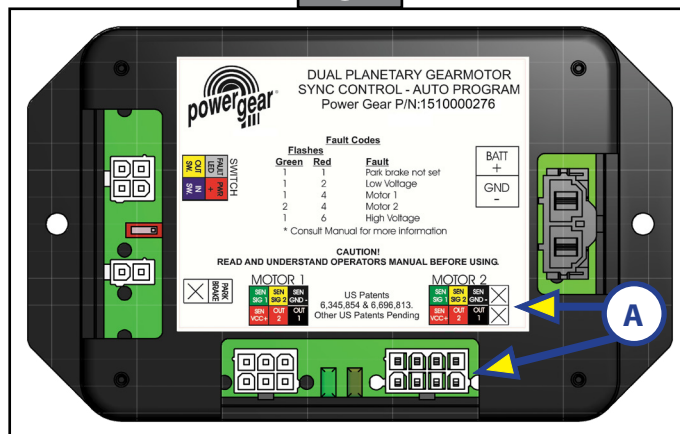 powergear
DUAL PLANETARY GEARMOTOR
SYNC CONTROL - AUTO PROGRAM
Power Gear P/N:1510000276
Fault Codes
Flashes
Green Red Fault
1 1 Park brake not set
1 2 Low Voltage
1 4 Motor 1
2 4 Motor 2
1 6 High Voltage
* Consult Manual for more information
SW. OUT FAULT LED
SW. IN PWR +
SWITCH
BATT +
GND -
CAUTION!
READ AND UNDERSTAND OPERATORS MANUAL BEFORE USING.
PARK BRAKE
MOTOR 1
SEN SIG 1 SEN SIG 2 SEN GND -
SEN VCC+ OUT 2 OUT 1
US Patents
6,345,854 & 6,696,813.
Other US Patents Pending
MOTOR 2
SEN SIG 1 SEN SIG 2 SEN GND -
SEN VCC+ OUT 2 OUT 1
A